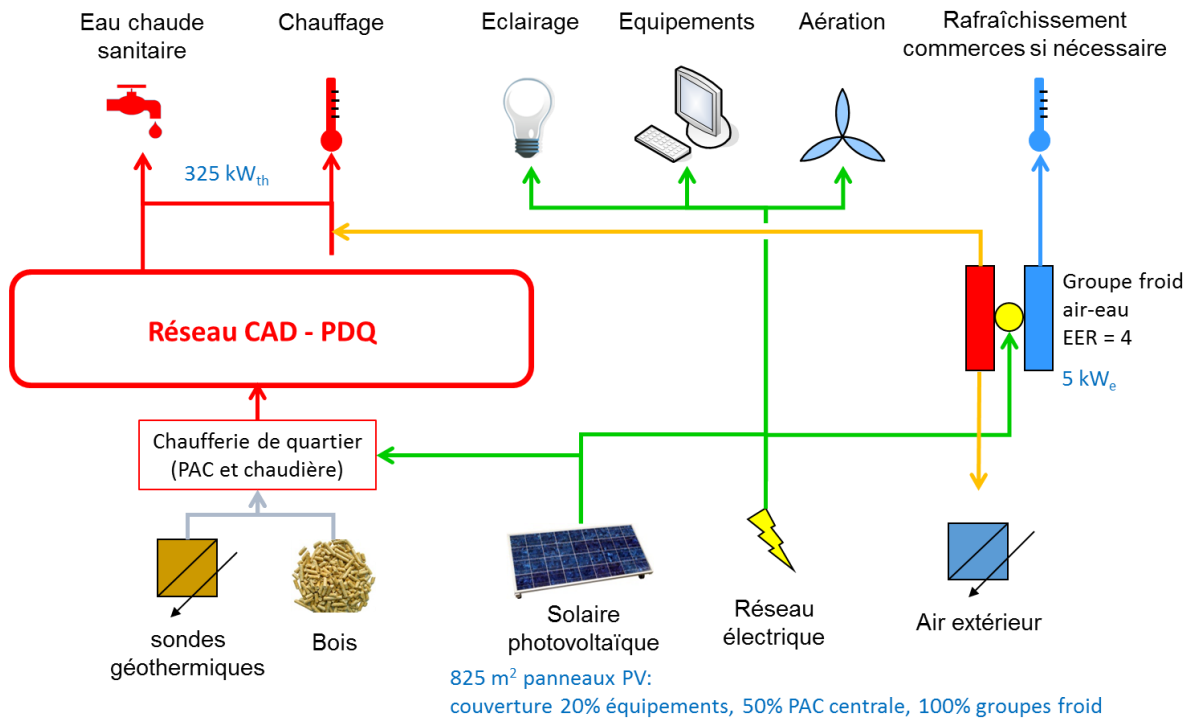 Eau chaude
sanitaire
Chauffage
Eclairage
Equipements
Aération
Rafraîchissement
commerces si nécessaire
325 kWth
Réseau CAD - PDQ
Groupe froid
air-eau
EER = 4
5 kWe
Chaufferie de quartier
(PAC et chaudière)
sondes
géothermiques
Bois
Solaire
photovoltaïque
Réseau
électrique
Air extérieur
825 m2 panneaux PV:
couverture 20% équipements, 50% PAC centrale, 100% groupes froid